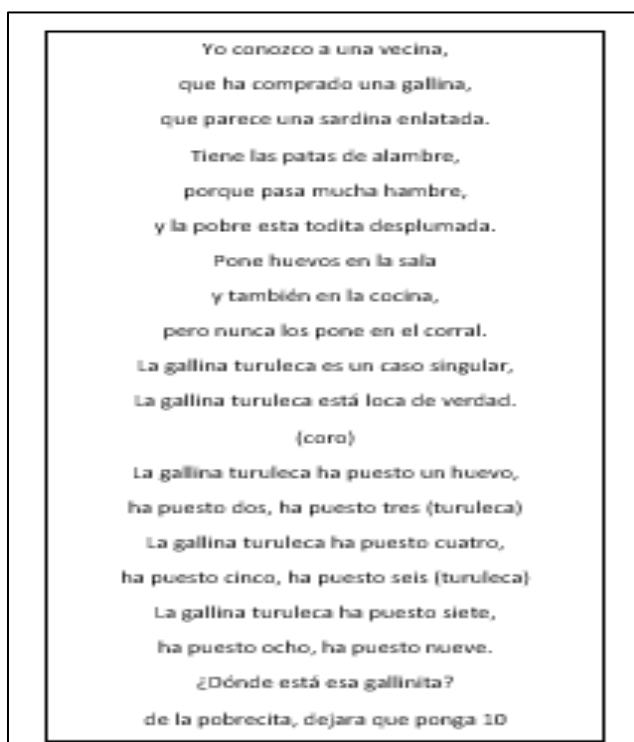 Yo conozco a una vecina,
que ha comprado una gallina,
que parece una sardina enlatada.
Tiene las patas de alambre,
porque pasa mucha hambre,
y la pobre esta todita desplumada.
Pone huevos en la sala
y también en la cocina,
pero nunca los pone en el corral.
La gallina turuleca es un caso singular,
La gallina turuleca está loca de verdad.
(coro)
La gallina turuleca ha puesto un huevo,
ha puesto dos, ha puesto tres (turuleca)
La gallina turuleca ha puesto cuatro,
ha puesto cinco, ha puesto seis (turuleca)
La gallina turuleca ha puesto siete,
ha puesto ocho, ha puesto nueve.
¿Dónde está esa gallinita?
de la pobrecita, dejara que ponga 10